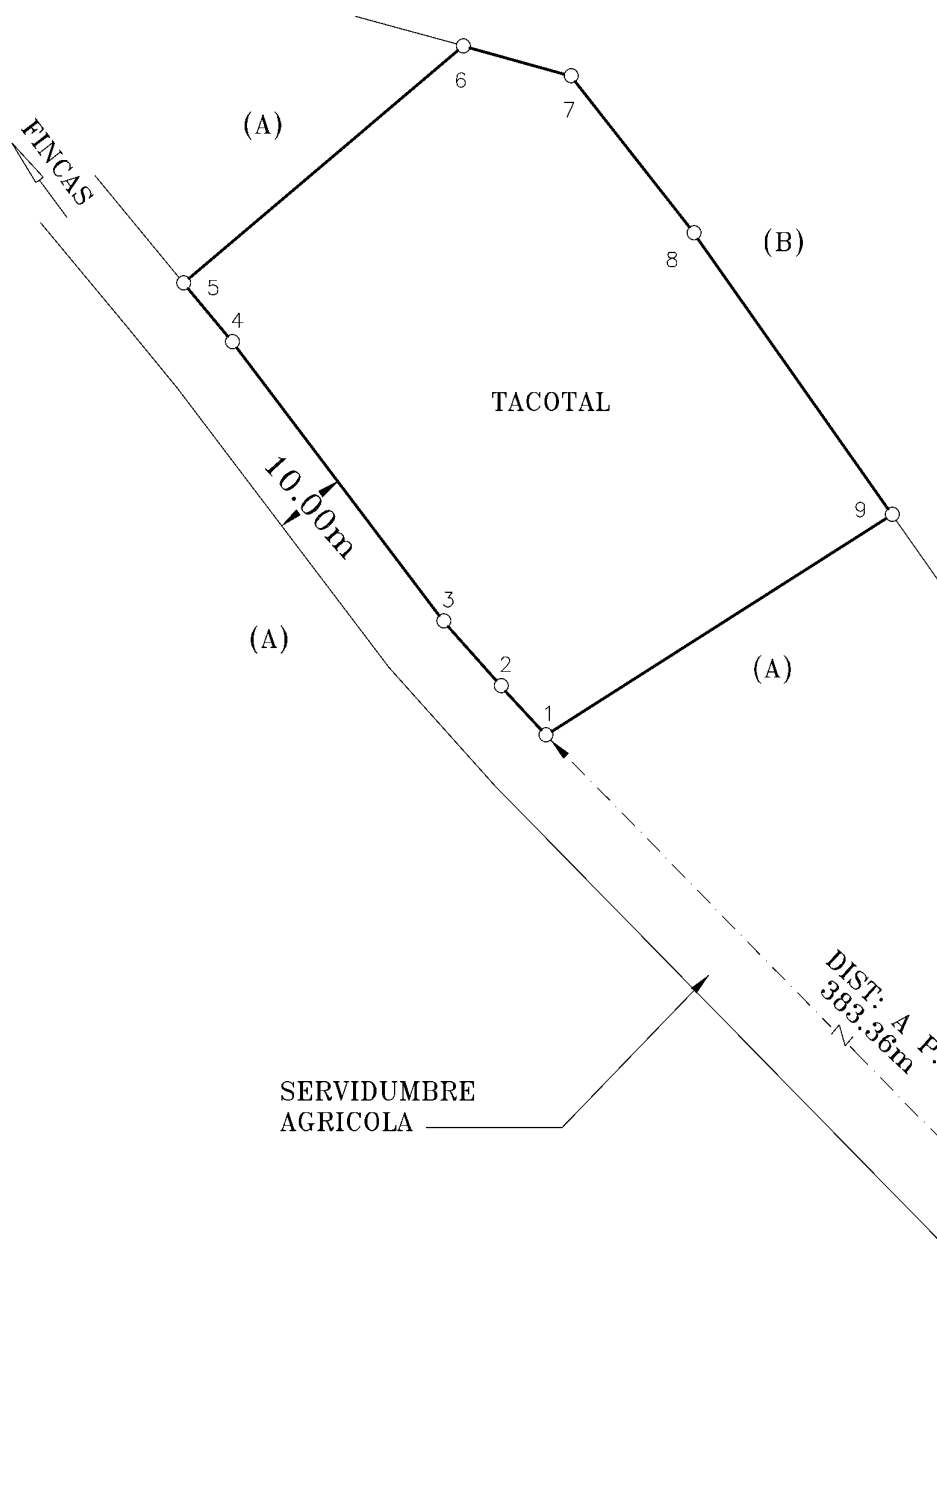 6
7
(A)
FINCAS
(B)
8
5
4
TACOTAL
10.00m
9
3
(A)
2
(A)
1
DIST: A P.
383.36m
SERVIDUMBRE
AGRICOLA